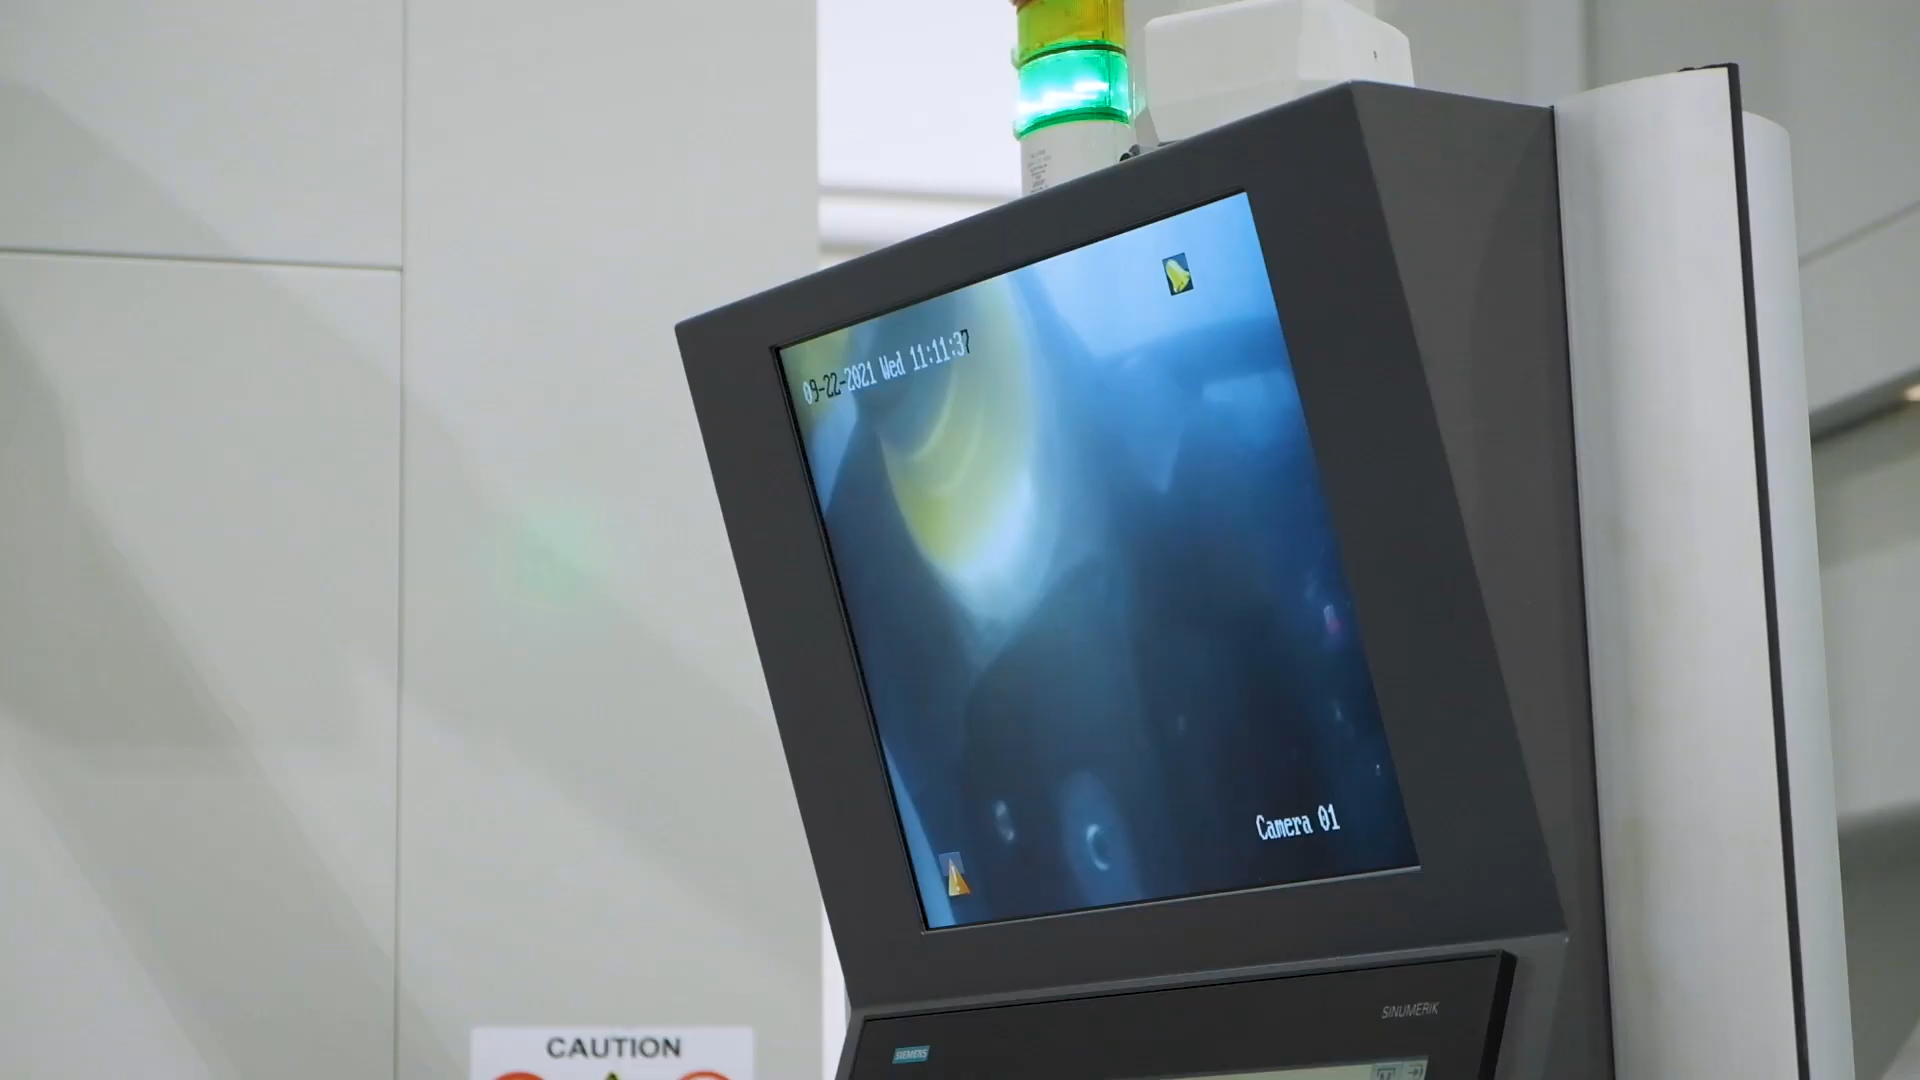 09-22-2021 Wed 11:11:37
Camera 01
SINUMERIK
SIEMENS
CAUTION